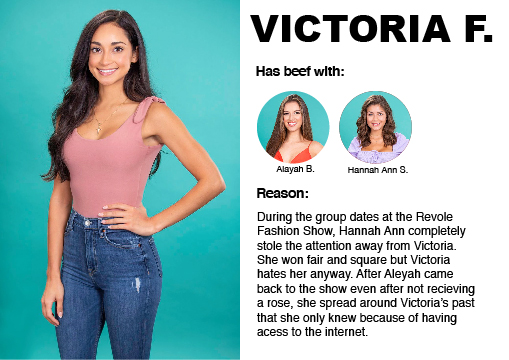 VICTORIA F.
Has beef with:
Alayah B.
Hannah Ann S.
Reason:
During the group dates at the Revole
Fashion Show, Hannah Ann completely
stole the attention away from Victoria.
She won fair and square but Victoria
hates her anyway. After Aleyah came
back to the show even after not recieving
a rose, she spread around Victoria's past
that she only knew because of having
acess to the internet.